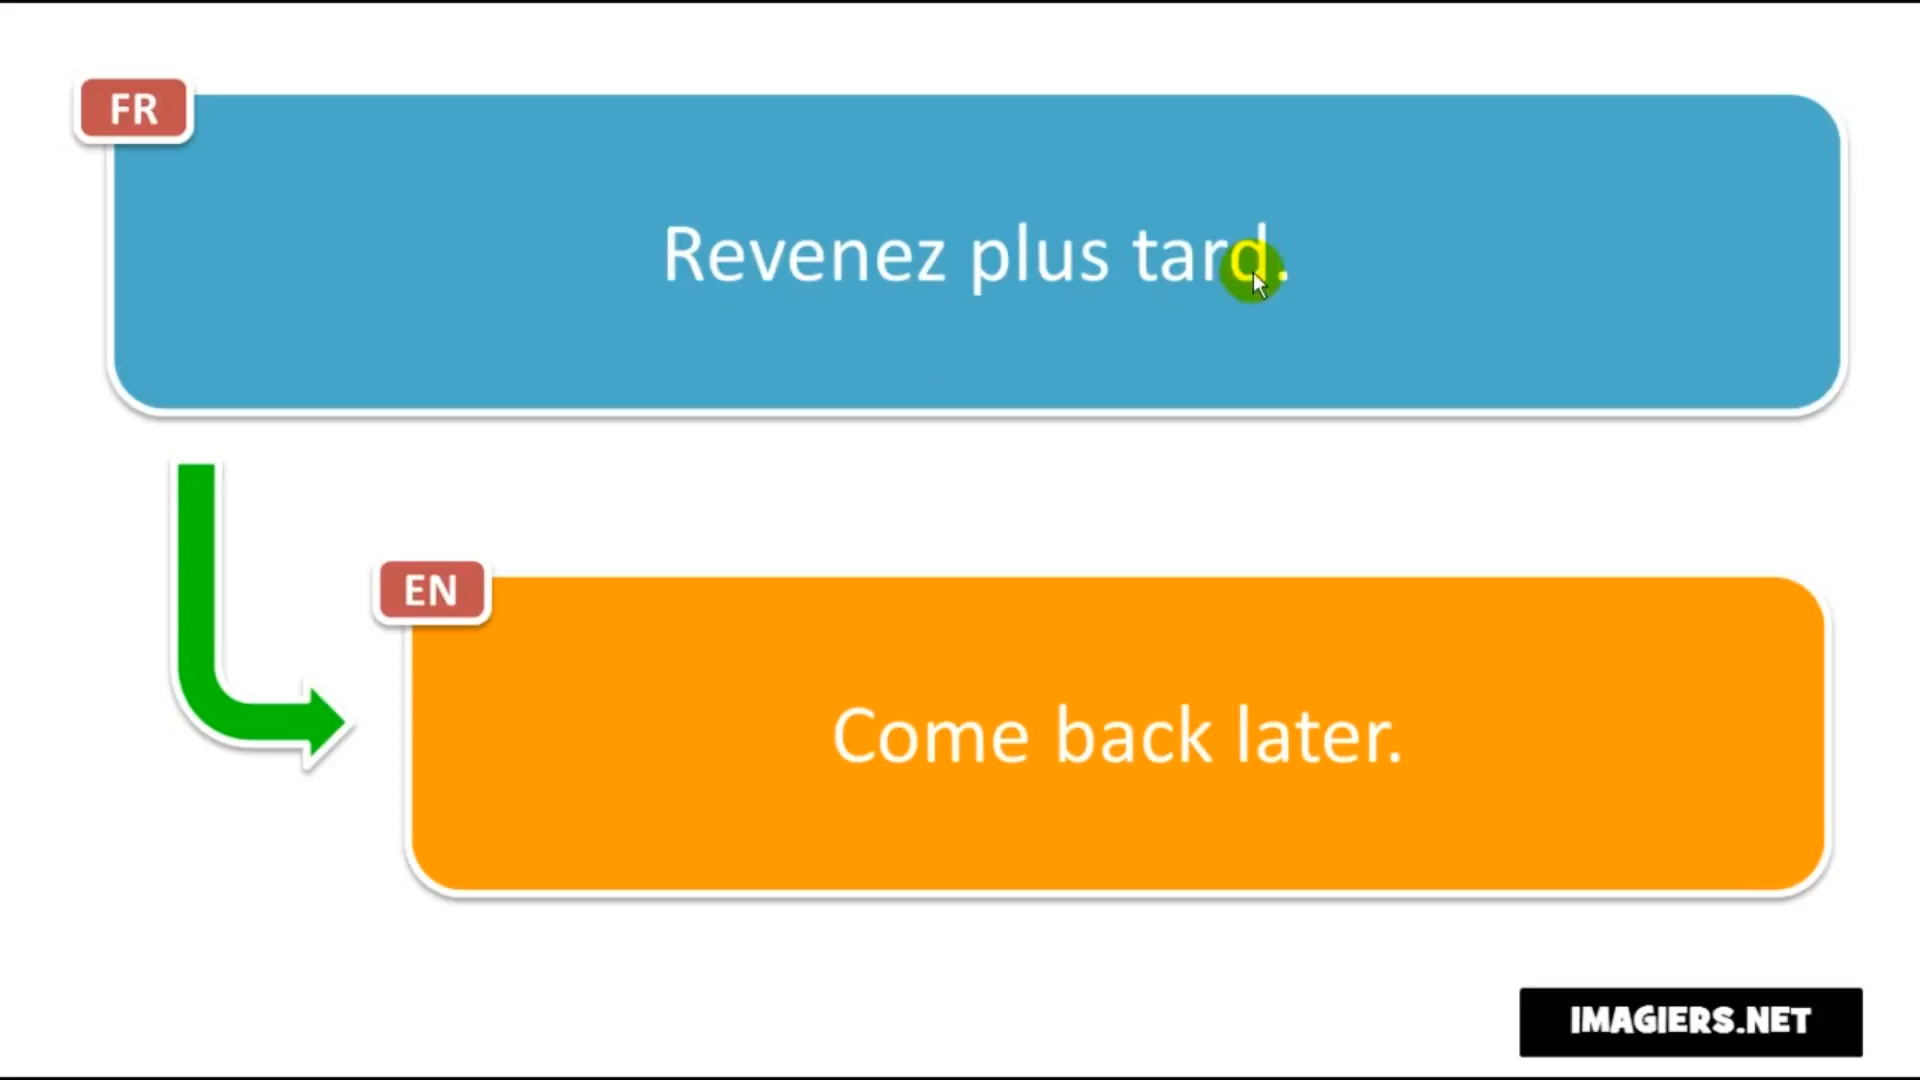 FR
Revenez plus tard.
EN
Come back later.
IMAGIERS.NET